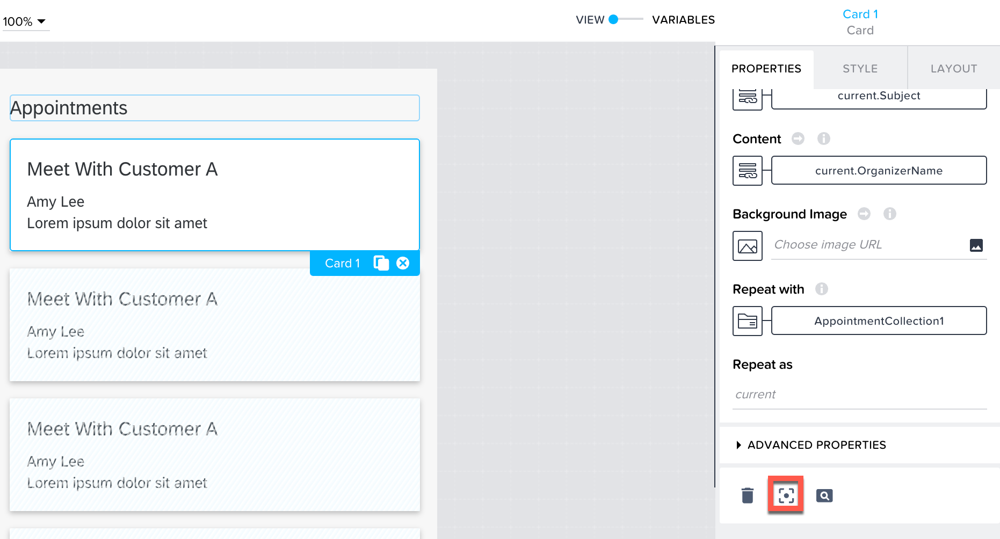 100%
VIEW
VARIABLES
Card 1
Card
PROPERTIES
STYLE
LAYOUT
Appointments
Meet With Customer A
Amy Lee
Lorem ipsum dolor sit amet
Card 1
Meet With Customer A
Amy Lee
Lorem ipsum dolor sit amet
Meet With Customer A
Amy Lee
Lorem ipsum dolor sit amet
current.Subject
Content
current.OrganizerName
Background Image
Choose image URL
Repeat with
AppointmentCollection1
Repeat as
current
ADVANCED PROPERTIES